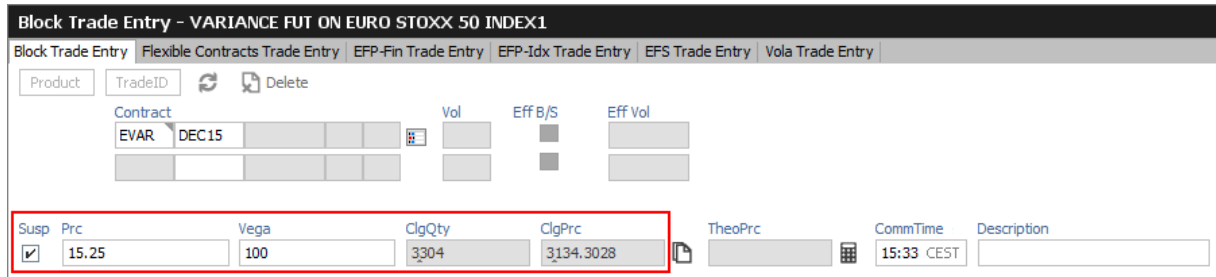 Block Trade Entry - VARIANCE FUT ON EURO STOXX 50 INDEX1
Block Trade Entry Flexible Contracts Trade Entry EFP-Fin Trade Entry EFP-Idx Trade Entry EFS Trade Entry Vola Trade Entry
Product TradeID Delete
Contract Vol Eff B/S Eff Vol
EVAR DEC15
Susp Prc Vega ClgQty ClgPrc TheoPrc CommTime Description
15.25 100 3304 3134.3028 15:33 CEST